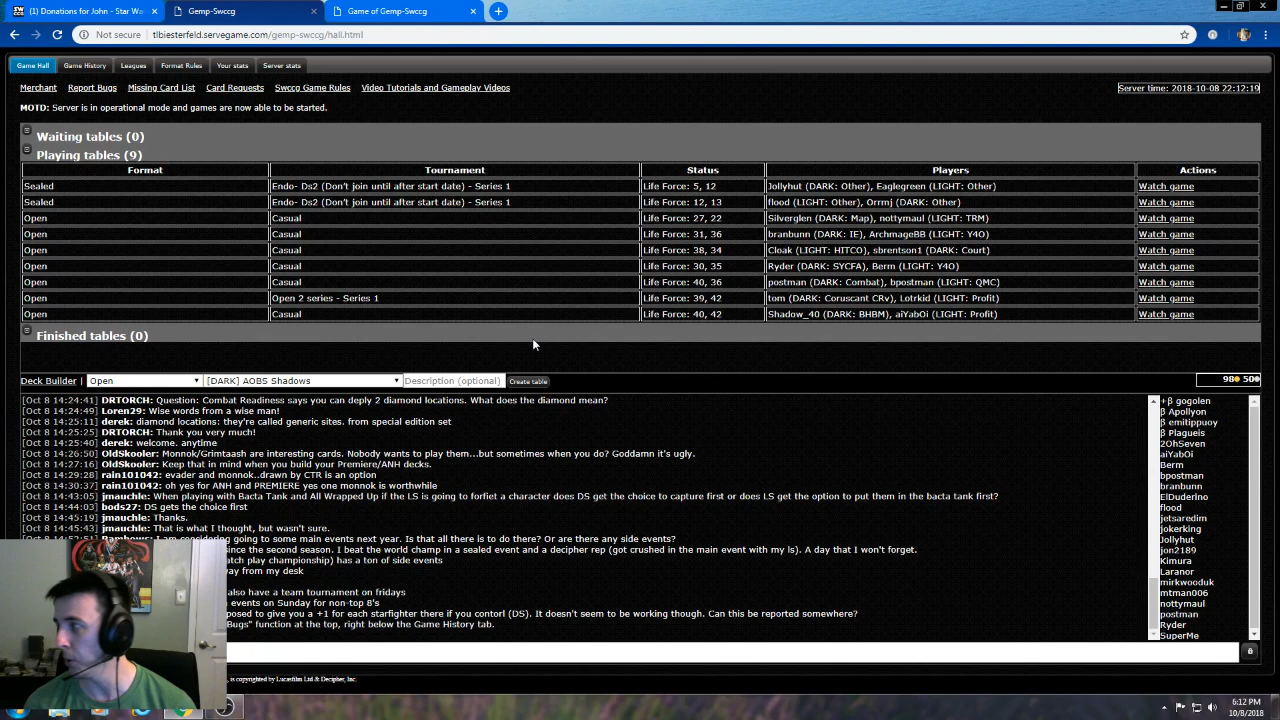 (1) Donations for John - Star Wa
Gemp-Swccg
Game of Gemp-Swccg
Not secure | tlbiesterfeld.servegame.com/gemp-swccg/hall.html
Game Hall Game History Leagues Format Rules Your stats Server stats
Merchant Report Bugs Missing Card List Card Requests Swccg Game Rules Video Tutorials and Gameplay Videos Server time: 2018-10-08 22:12:19
MOTD: Server is in operational mode and games are now able to be started.
Waiting tables (0)
Playing tables (9)
Format Tournament Status Players Actions
Sealed Endo- Ds2 (Don't join until after start date) - Series 1 Life Force: 5, 12 Jollyhut (DARK: Other), Eaglegreen (LIGHT: Other) Watch game
Sealed Endo- Ds2 (Don't join until after start date) - Series 1 Life Force: 12, 13 flood (LIGHT: Other), Orrmj (DARK: Other) Watch game
Open Casual Life Force: 27, 22 Silverglen (DARK: Map), nottymaul (LIGHT: TRM) Watch game
Open Casual Life Force: 31, 36 branbunn (DARK: IE), ArchmageBB (LIGHT: Y4O) Watch game
Open Casual Life Force: 38, 34 Cloak (LIGHT: HITCO), sbrentson1 (DARK: Court) Watch game
Open Casual Life Force: 30, 35 Ryder (DARK: SYCFA), Berm (LIGHT: Y4O) Watch game
Open Casual Life Force: 40, 36 postman (DARK: Combat), bpostman (LIGHT: QMC) Watch game
Open Open 2 series - Series 1 Life Force: 39, 42 tom (DARK: Coruscant CRv), Lotrkid (LIGHT: Profit) Watch game
Open Casual Life Force: 40, 42 Shadow_40 (DARK: BHBM), aiYabOi (LIGHT: Profit) Watch game
Finished tables (0)
Deck Builder | Open [DARK] AOBS Shadows Description (optional) Create table 98 50
[Oct 8 14:24:41] DRTORCH: Question: Combat Readiness says you can deply 2 diamond locations. What does the diamond mean?
[Oct 8 14:24:49] Loren29: Wise words from a wise man!
[Oct 8 14:25:11] derek: diamond locations: they're called generic sites. from special edition set
[Oct 8 14:25:25] DRTORCH: Thank you very much!
[Oct 8 14:25:40] derek: welcome. anytime
[Oct 8 14:26:50] OldSkooler: Monnok/Grimtaash are interesting cards. Nobody wants to play them...but sometimes when you do? Goddamn it's ugly.
[Oct 8 14:27:16] OldSkooler: Keep that in mind when you build your Premiere/ANH decks.
[Oct 8 14:29:28] rain101042: evader and monnok..drawn by CTR is an option
[Oct 8 14:30:37] rain101042: oh yes for ANH and PREMIERE yes one monnok is worthwhile
[Oct 8 14:43:05] jmauchle: When playing with Bacta Tank and All Wrapped Up if the LS is going to forfiet a character does DS get the choice to capture first or does LS get the option to put them in the bacta tank first?
[Oct 8 14:44:03] bods27: DS gets the choice first
[Oct 8 14:45:19] jmauchle: Thanks.
[Oct 8 14:45:43] jmauchle: That is what I thought, but wasn't sure.
[Oct 8 14:52:51] Rambows: I am considering going to some main events next year. Is that all there is to do there? Or are there any side events?
since the second season. I beat the world champ in a sealed event and a decipher rep (got crushed in the main event with my ls). A day that I won't forget.
atch play championship) has a ton of side events
way from my desk
also have a team tournament on fridays
events on Sunday for non-top 8's
posed to give you a +1 for each starfighter there if you contorl (DS). It doesn't seem to be working though. Can this be reported somewhere?
Bugs" function at the top, right below the Game History tab.
+β gogolen
β Apollyon
β emitippuoy
β Plagueis
2OhSeven
aiYabOi
Berm
bpostman
branbunn
ElDuderino
flood
jetsaredim
jokerking
Jollyhut
jon2189
Kimura
Laranor
mirkwooduk
mtman006
nottymaul
postman
Ryder
SuperMe
is copyrighted by Lucasfilm Ltd & Decipher, Inc.
6:12 PM
10/8/2018